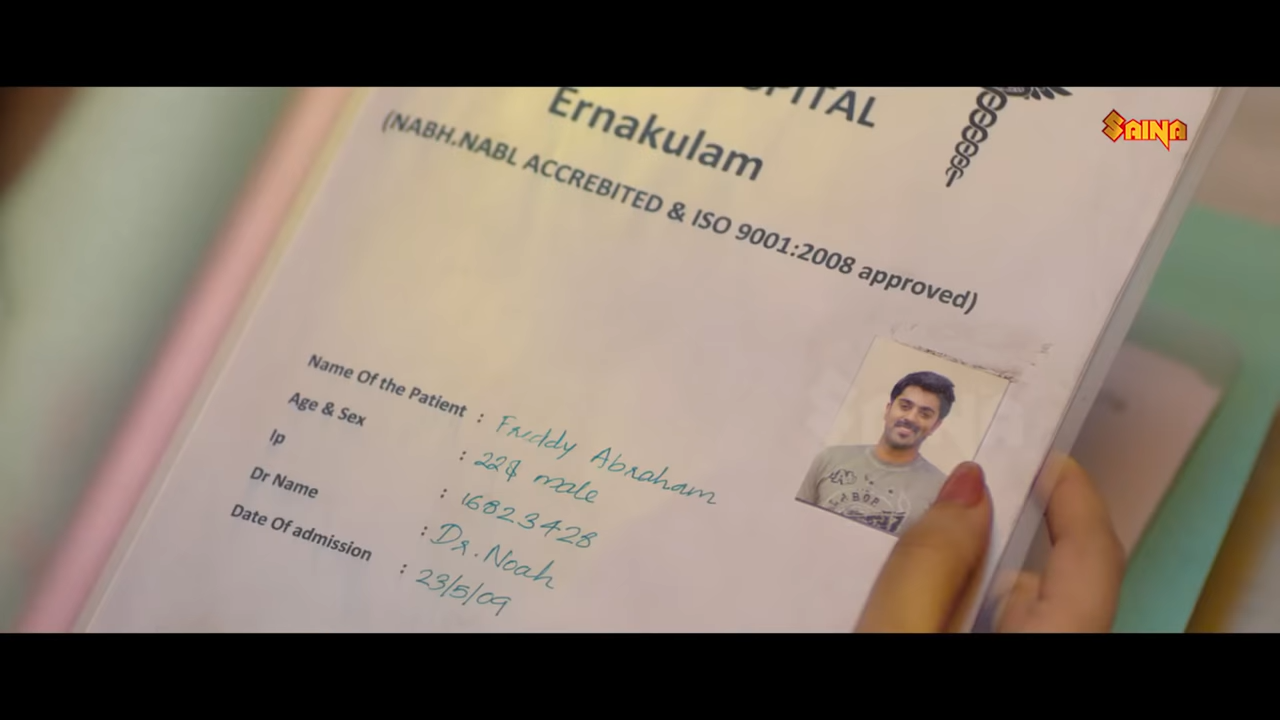 SPITAL
SAINA
Ernakulam
(NABH.NABL ACCREBITED & ISO 9001:2008 approved)
Name Of the Patient : Freddy Abraham
Age & Sex : 22& male
Ip : 16823428
Dr Name : Dr. Noah
Date Of admission : 23/5/09